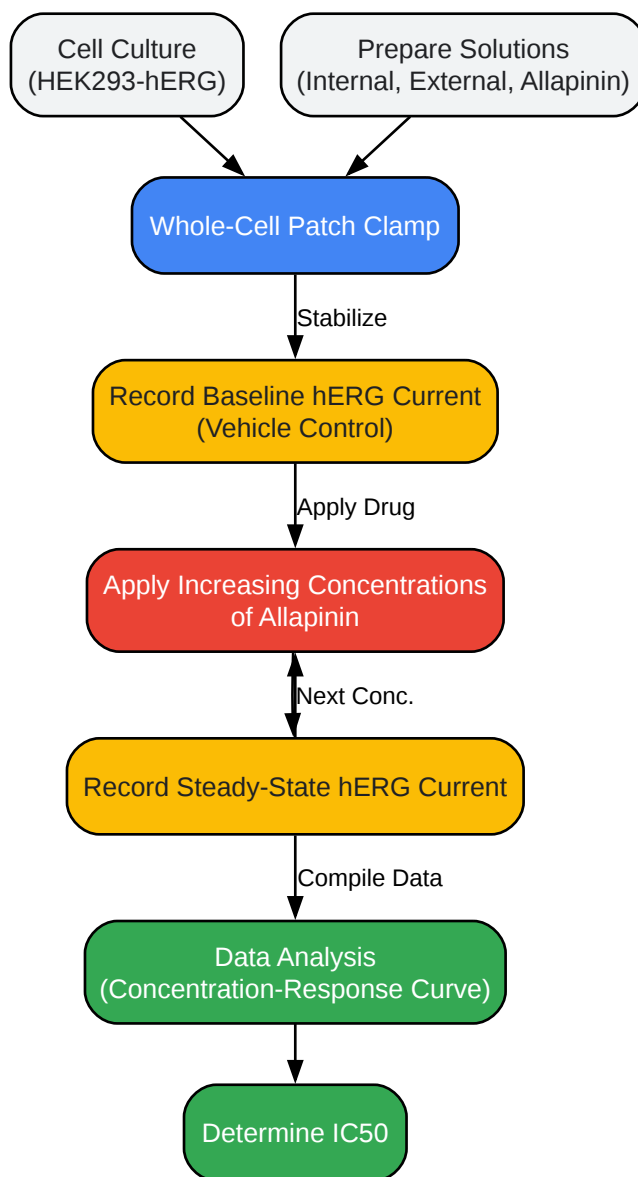 Cell Culture
(HEK293-hERG)
Prepare Solutions
(Internal, External, Allapinin)
Whole-Cell Patch Clamp
Stabilize
Record Baseline hERG Current
(Vehicle Control)
Apply Drug
Apply Increasing Concentrations
of Allapinin
Next Conc.
Record Steady-State hERG Current
Compile Data
Data Analysis
(Concentration-Response Curve)
Determine IC50